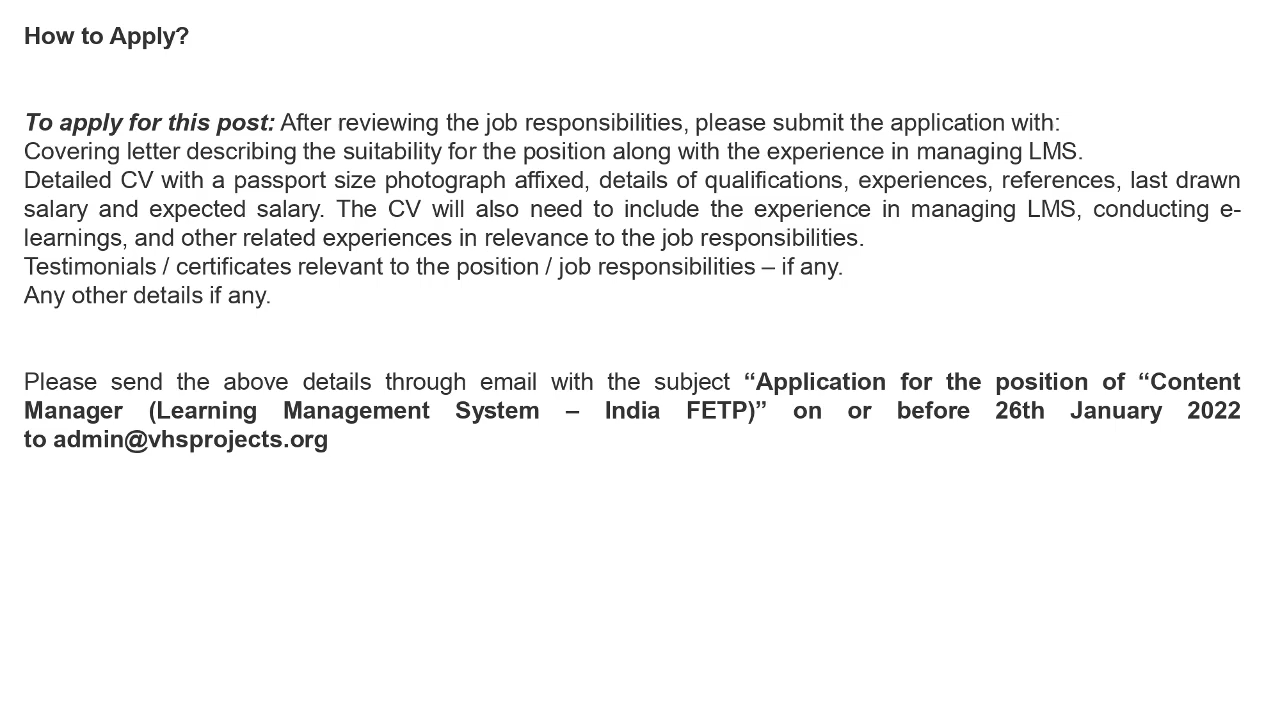 How to Apply?
To apply for this post: After reviewing the job responsibilities, please submit the application with:
Covering letter describing the suitability for the position along with the experience in managing LMS.
Detailed CV with a passport size photograph affixed, details of qualifications, experiences, references, last drawn
salary and expected salary. The CV will also need to include the experience in managing LMS, conducting e-
learnings, and other related experiences in relevance to the job responsibilities.
Testimonials / certificates relevant to the position / job responsibilities – if any.
Any other details if any.
Please send the above details through email with the subject “Application for the position of “Content
Manager (Learning Management System – India FETP)” on or before 26th January 2022
to admin@vhsprojects.org